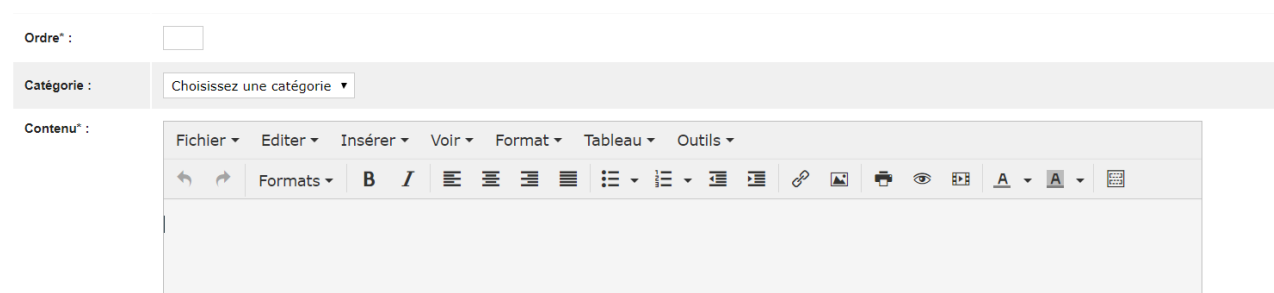 Ordre* :
Catégorie :
Choisissez une catégorie
Contenu* :
Fichier Editer Insérer Voir Format Tableau Outils
Formats B I A A